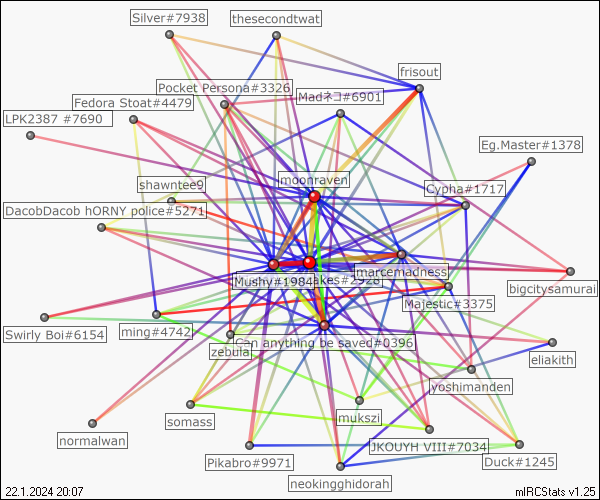 Silver#7938
thesecondtwat
frisout
Pocket Persona#3326
Madネコ#6901
Fedora Stoat#4479
LPK2387 #7690
Eg.Master#1378
moonraven
shawntee9
Cypha#1717
DacobDacob hORNY police#5271
marcemadness
Mushy#1984
akes#2928
bigcitysamurai
Majestic#3375
Swirly Boi#6154
ming#4742
Can anything be saved#0396
zebula
eliakith
yoshimanden
somass
mukszi
normalwan
JKOUYH VIII#7034
Pikabro#9971
Duck#1245
neokingghidorah
22.1.2024 20:07
mIRCStats v1.25